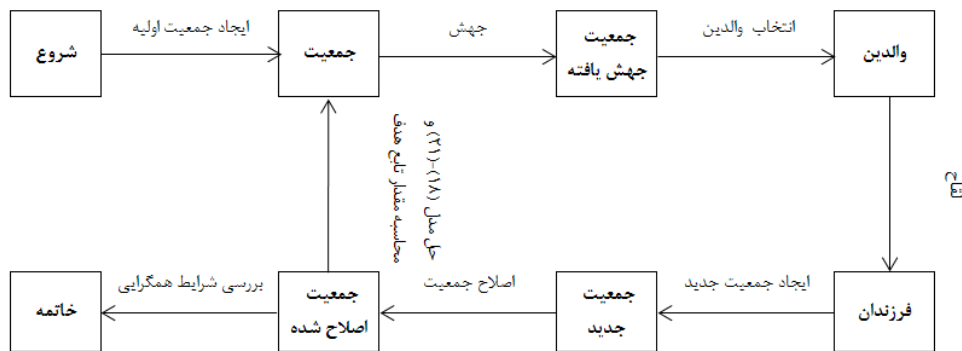 شروع
ایجاد جمعیت اولیه
جمعیت
جهش
جمعیت
جهش یافته
انتخاب والدین
والدین
لقاح
فرزندان
ایجاد جمعیت جدید
جمعیت
جدید
اصلاح جمعیت
جمعیت
اصلاح شده
حل مدل (۱۸)-(۲۱) و
محاسبه مقدار تابع هدف
بررسی شرایط همگرایی
خاتمه